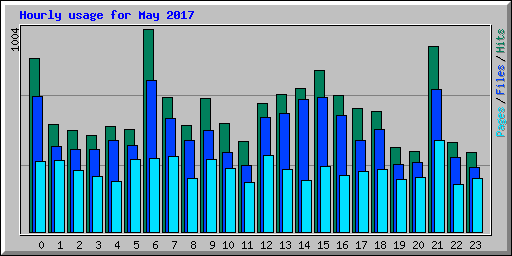 Hourly usage for May 2017
1004
Pages/Files/Hits
0 1 2 3 4 5 6 7 8 9 10 11 12 13 14 15 16 17 18 19 20 21 22 23